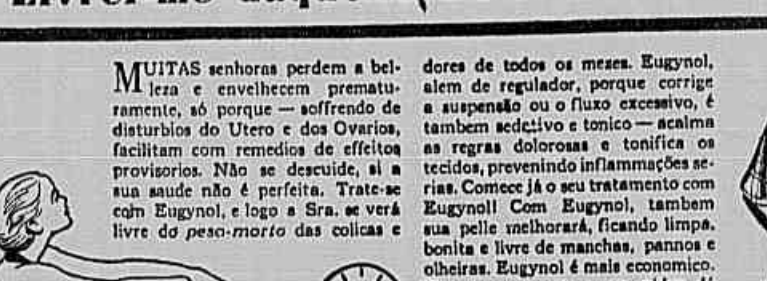 MUITAS senhoras perdem a bel-
leza e envelhecem prematu-
ramente, só porque — soffrendo de
disturbios do Utero e dos Ovarios,
facilitam com remedios de effeitos
provisorios. Não se descuide, si a
sua saude não é perfeita. Trate-se
com Eugynol, e logo a Sra. se verá
livre do peso-morto das colicas e
dores de todos os mezes. Eugynol,
alem de regulador, porque corrige
a suspensão ou o fluxo excessivo, é
tambem sedativo e tonico — acalma
as regras dolorosas e tonifica os
tecidos, prevenindo inflammações se-
rias. Comece já o seu tratamento com
Eugynol! Com Eugynol, tambem
sua pelle melhorará, ficando limpa,
bonita e livre de manchas, pannos e
olheiras. Eugynol é mais economico.